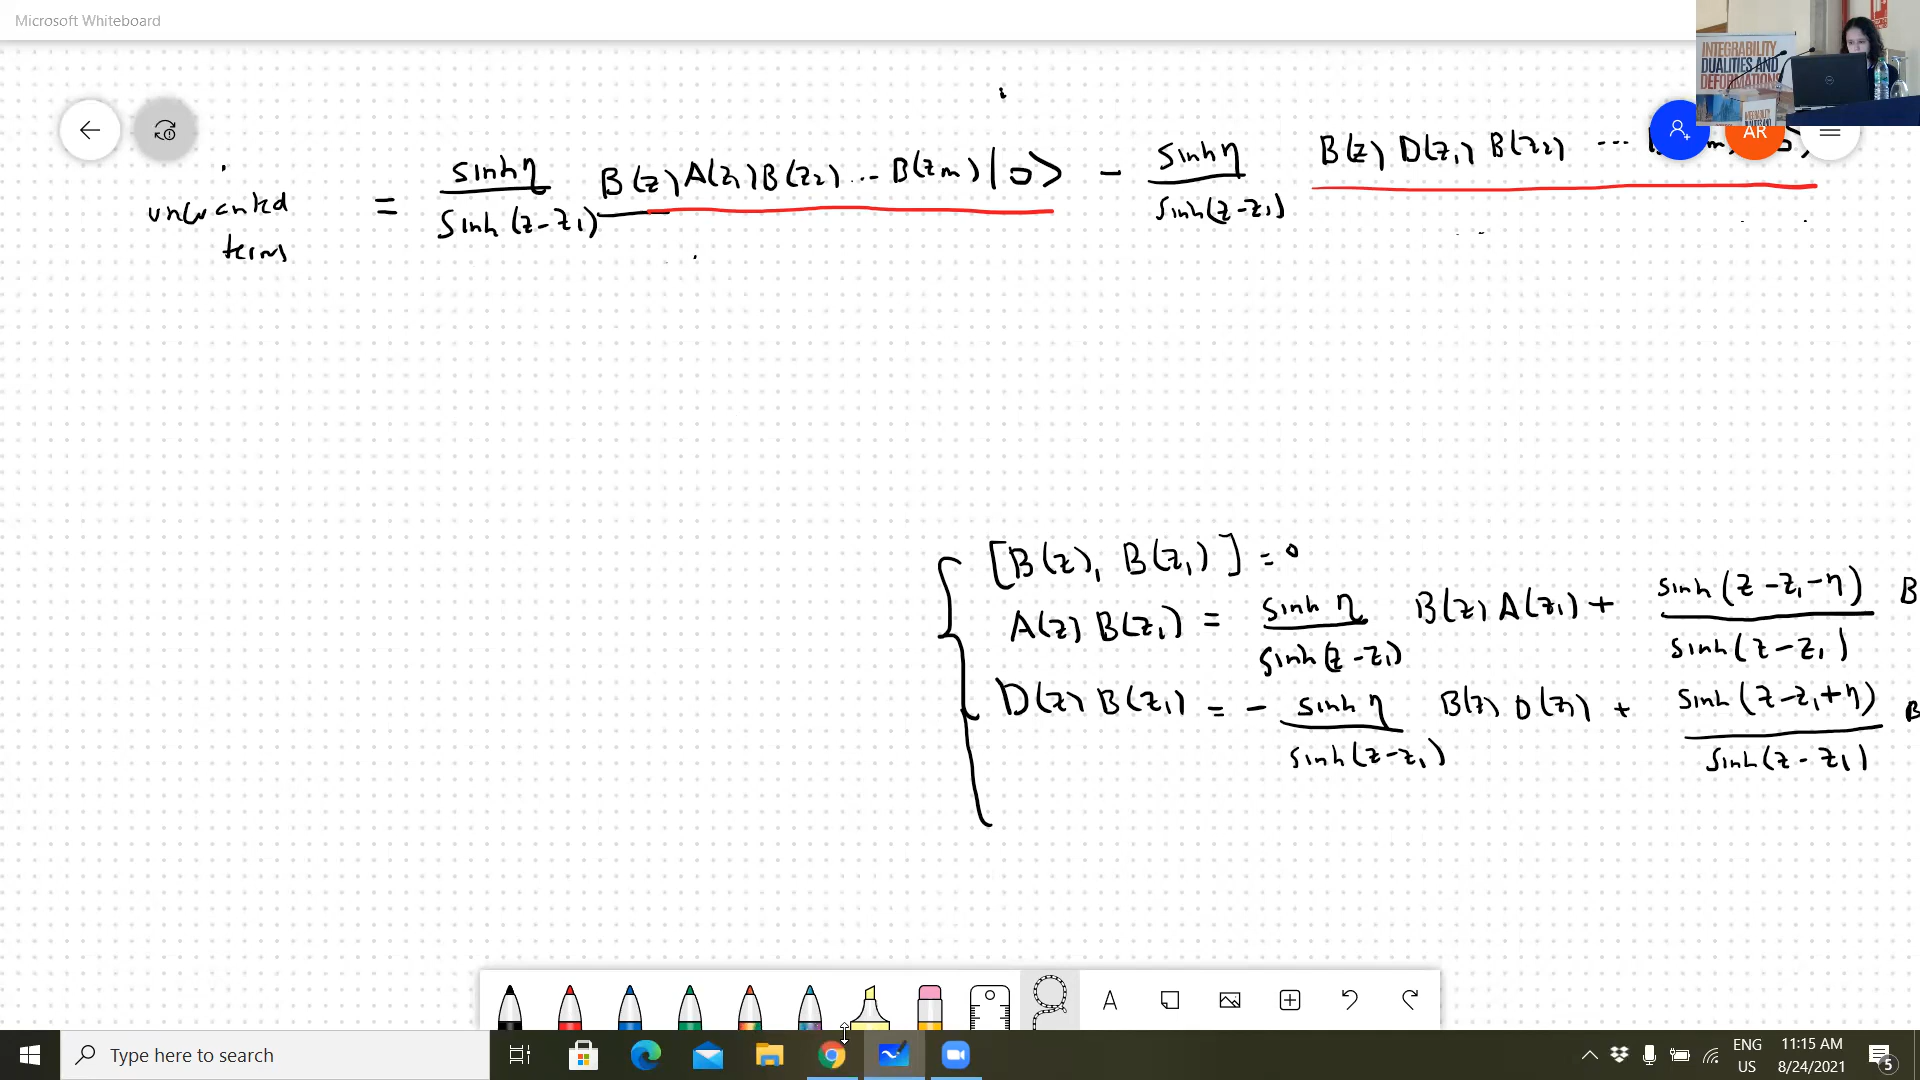 Microsoft Whiteboard
INTEGRABILITY
DUALITIES AND
DEFORMATIONS
AR
unwanted terms = sinh η / sinh(z-z₁) B(z) A(z₁) B(z₂) ... B(zm) |0> - sinh η / sinh(z-z₁) B(z) D(z₁) B(z₂) ...
[B(z), B(z₁)] = 0
A(z) B(z₁) = sinh η / sinh(z-z₁) B(z) A(z₁) + sinh(z-z₁-η) / sinh(z-z₁) B
D(z) B(z₁) = - sinh η / sinh(z-z₁) B(z) D(z₁) + sinh(z-z₁+η) / sinh(z-z₁) B
A
Type here to search
ENG
US
11:15 AM
8/24/2021
5